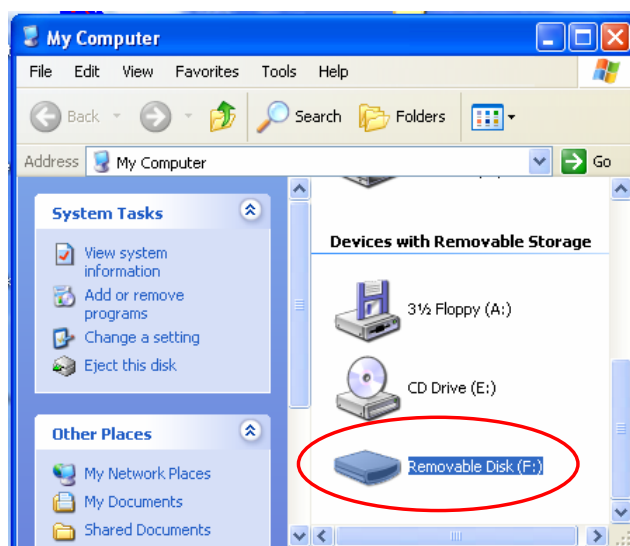 My Computer
File Edit View Favorites Tools Help
Back Search Folders
Address My Computer Go
System Tasks
View system
information
Add or remove
programs
Change a setting
Eject this disk
Other Places
My Network Places
My Documents
Shared Documents
Devices with Removable Storage
3½ Floppy (A:)
CD Drive (E:)
Removable Disk (F:)